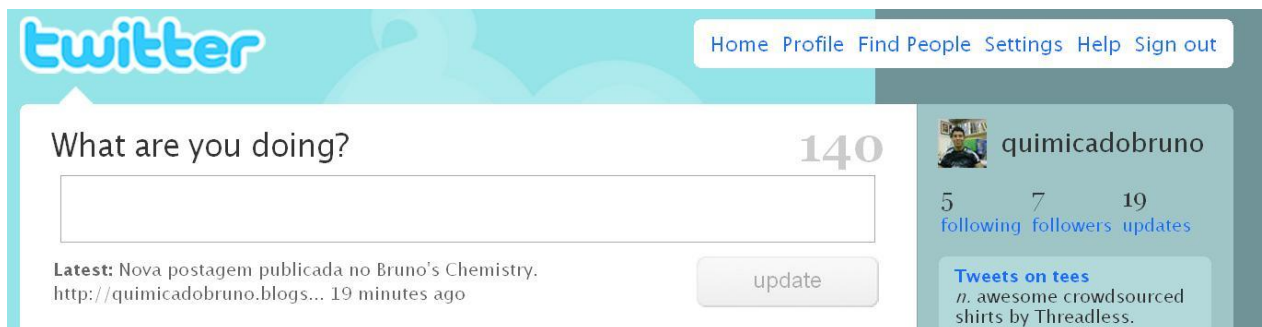 twitter
Home Profile Find People Settings Help Sign out
What are you doing?
140
Latest: Nova postagem publicada no Bruno's Chemistry.
http://quimicadobruno.blogs... 19 minutes ago
update
quimicadobruno
5 7 19
following followers updates
Tweets on tees
n. awesome crowdsourced
shirts by Threadless.